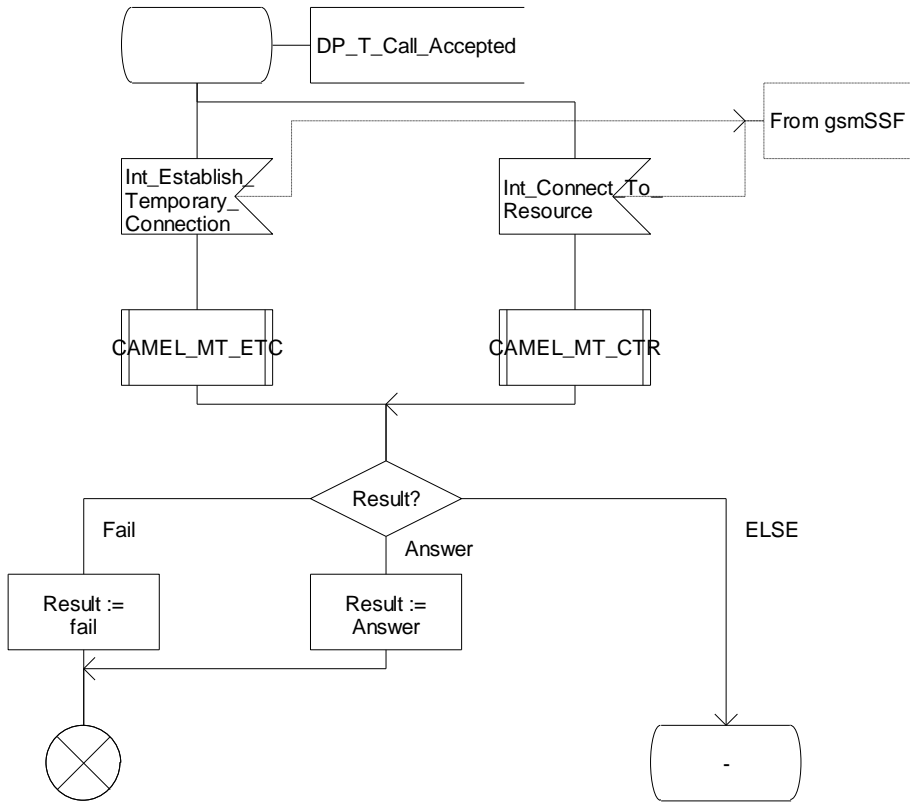 DP_T_Call_Accepted
From gsmSSF
Int_Establish_
Temporary_
Connection
Int_Connect_To_
Resource
CAMEL_MT_ETC
CAMEL_MT_CTR
Result?
Fail
Answer
ELSE
Result :=
fail
Result :=
Answer
-